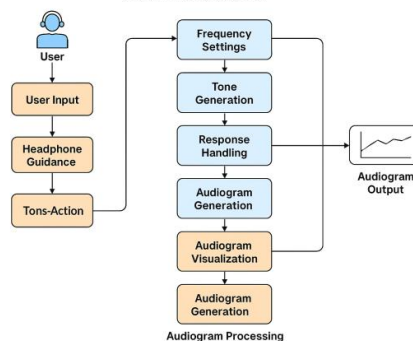 User
User Input
Headphone
Guidance
Tons-Action
Frequency
Settings
Tone
Generation
Response
Handling
Audiogram
Generation
Audiogram
Visualization
Audiogram
Generation
Audiogram Processing
Audiogram
Output